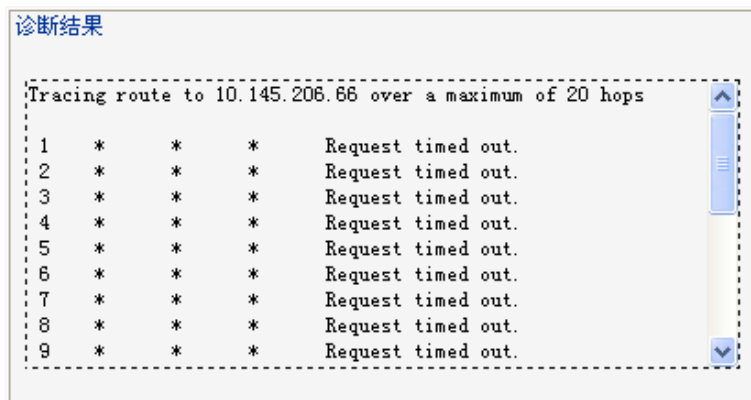 诊断结果
Tracing route to 10.145.206.66 over a maximum of 20 hops
1 * * * Request timed out.
2 * * * Request timed out.
3 * * * Request timed out.
4 * * * Request timed out.
5 * * * Request timed out.
6 * * * Request timed out.
7 * * * Request timed out.
8 * * * Request timed out.
9 * * * Request timed out.